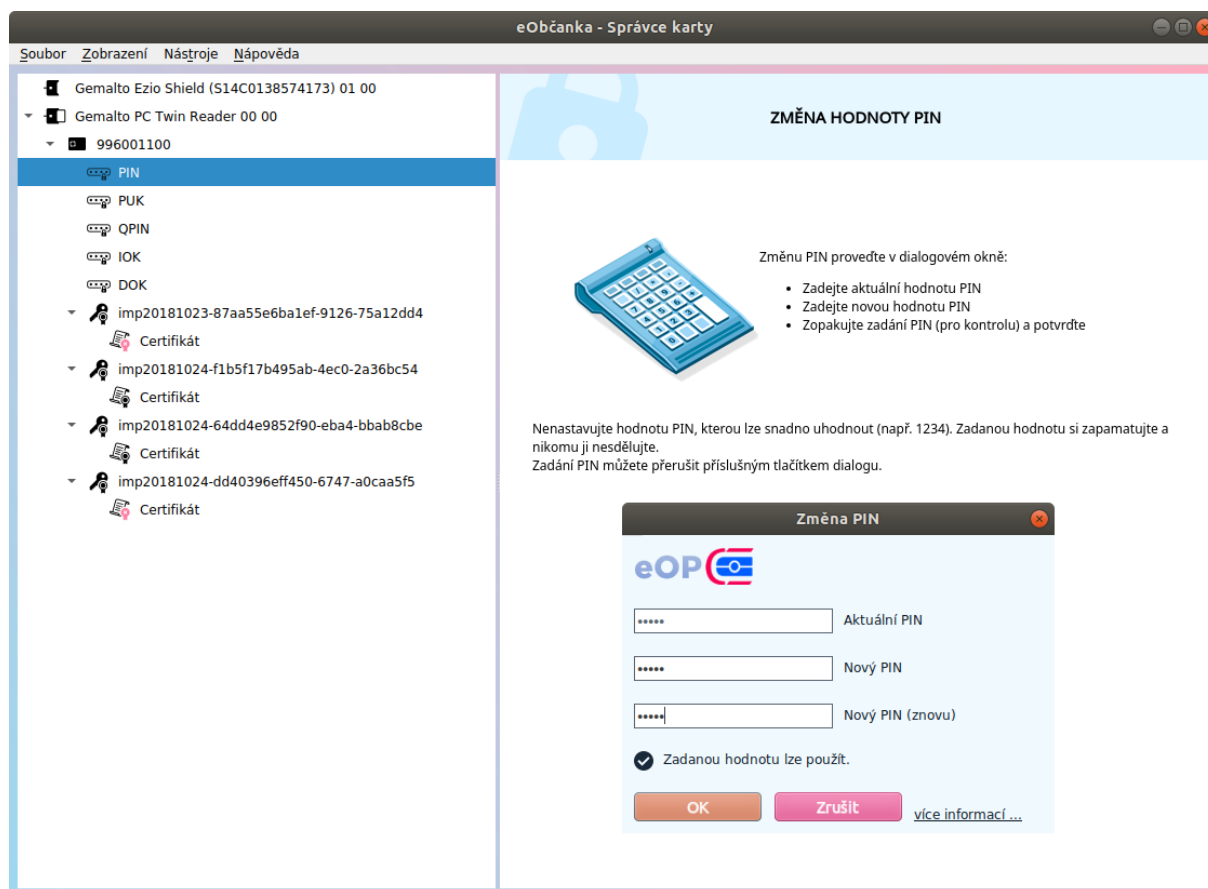 eObčanka - Správce karty
Soubor Zobrazení Nástroje Nápověda
Gemalto Ezio Shield (S14C0138574173) 01 00
Gemalto PC Twin Reader 00 00
996001100
PIN
PUK
QPIN
IOK
DOK
imp20181023-87aa55e6ba1ef-9126-75a12dd4
Certifikát
imp20181024-f1b5f17b495ab-4ec0-2a36bc54
Certifikát
imp20181024-64dd4e9852f90-eba4-bbab8cbe
Certifikát
imp20181024-dd40396eff450-6747-a0caa5f5
Certifikát
ZMĚNA HODNOTY PIN
Změnu PIN proveďte v dialogovém okně:
• Zadejte aktuální hodnotu PIN
• Zadejte novou hodnotu PIN
• Zopakujte zadání PIN (pro kontrolu) a potvrďte
Nenastavujte hodnotu PIN, kterou lze snadno uhodnout (např. 1234). Zadanou hodnotu si zapamatujte a
nikomu ji nesdělujte.
Zadání PIN můžete přerušit příslušným tlačítkem dialogu.
Změna PIN
eOP
••••• Aktuální PIN
••••• Nový PIN
••••• Nový PIN (znovu)
Zadanou hodnotu lze použít.
OK Zrušit více informací ...